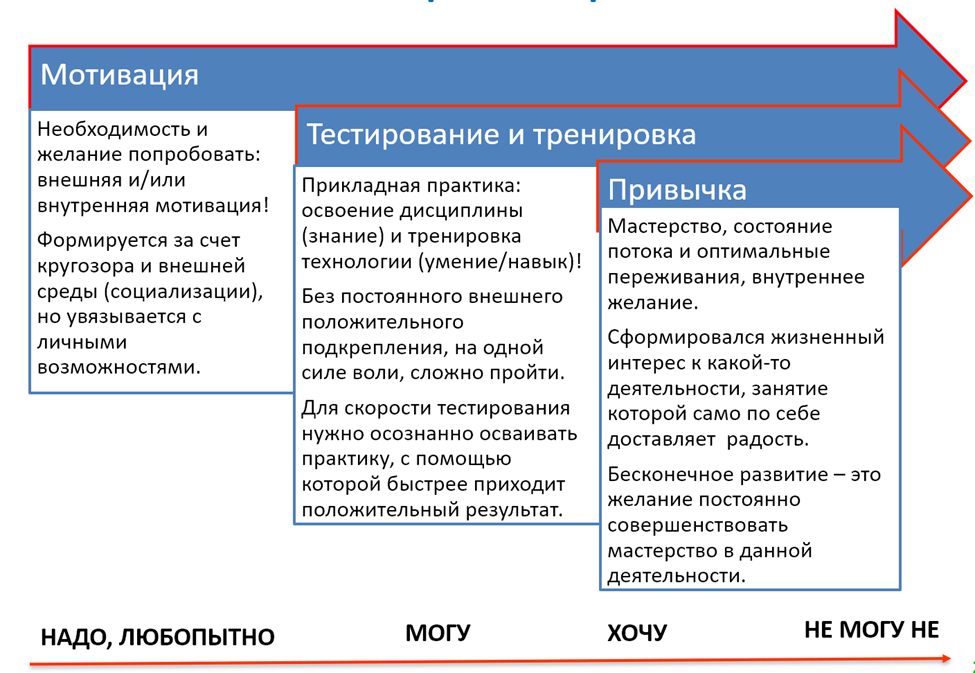 Мотивация
Необходимость и
желание попробовать:
внешняя и/или
внутренняя мотивация!
Формируется за счет
кругозора и внешней
среды (социализации),
но увязывается с
личными
возможностями.
Тестирование и тренировка
Прикладная практика:
освоение дисциплины
(знание) и тренировка
технологии (умение/навык)!
Без постоянного внешнего
положительного
подкрепления, на одной
силе воли, сложно пройти.
Для скорости тестирования
нужно осознанно осваивать
практику, с помощью
которой быстрее приходит
положительный результат.
Привычка
Мастерство, состояние
потока и оптимальные
переживания, внутреннее
желание.
Сформировался жизненный
интерес к какой-то
деятельности, занятие
которой само по себе
доставляет радость.
Бесконечное развитие – это
желание постоянно
совершенствовать
мастерство в данной
деятельности.
НАДО, ЛЮБОПЫТНО
МОГУ
ХОЧУ
НЕ МОГУ НЕ